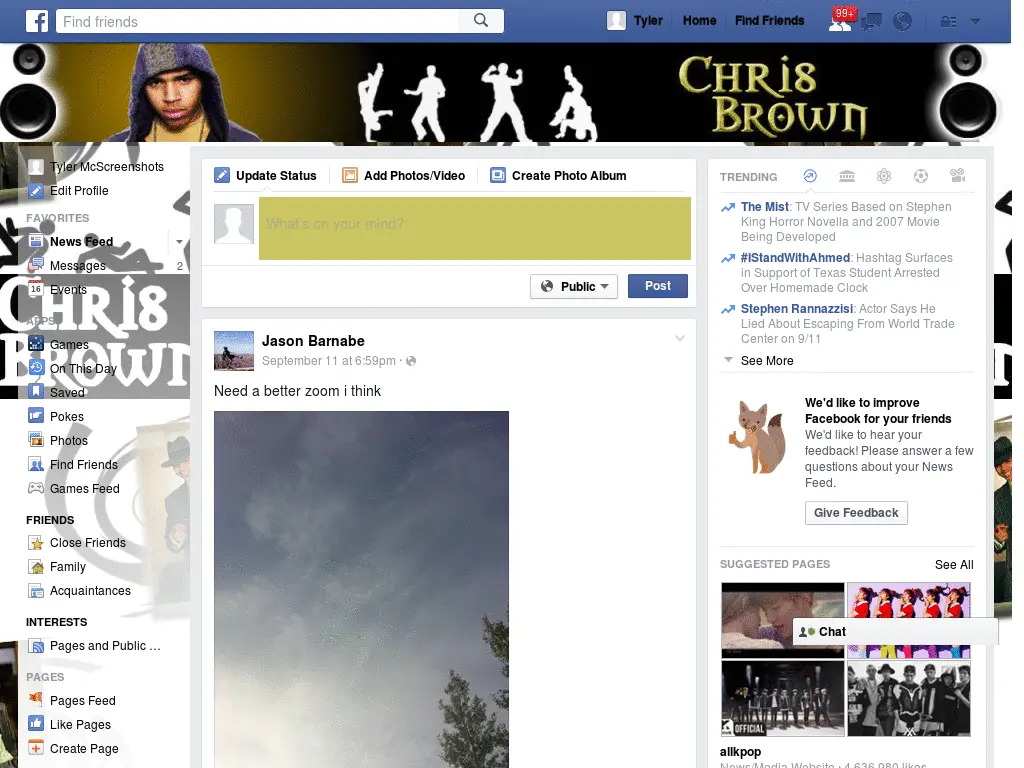 Find friends
Tyler
Home
Find Friends
99+
CHRIS
BROWN
Tyler McScreenshots
Edit Profile
FAVORITES
News Feed
Messages 2
16 Events
CHRIS
BROWN
APPS
Games
On This Day
Saved
Pokes
Photos
Find Friends
Games Feed
FRIENDS
Close Friends
Family
Acquaintances
INTERESTS
Pages and Public ...
PAGES
Pages Feed
Like Pages
Create Page
Update Status
Add Photos/Video
Create Photo Album
What's on your mind?
Public
Post
Jason Barnabe
September 11 at 6:59pm ·
Need a better zoom i think
TRENDING
The Mist: TV Series Based on Stephen
King Horror Novella and 2007 Movie
Being Developed
#IStandWithAhmed: Hashtag Surfaces
in Support of Texas Student Arrested
Over Homemade Clock
Stephen Rannazzisi: Actor Says He
Lied About Escaping From World Trade
Center on 9/11
See More
We'd like to improve
Facebook for your friends
We'd like to hear your
feedback! Please answer a few
questions about your News
Feed.
Give Feedback
SUGGESTED PAGES
See All
Chat
OFFICIAL
allkpop
News/Media Website · 4,636,980 likes